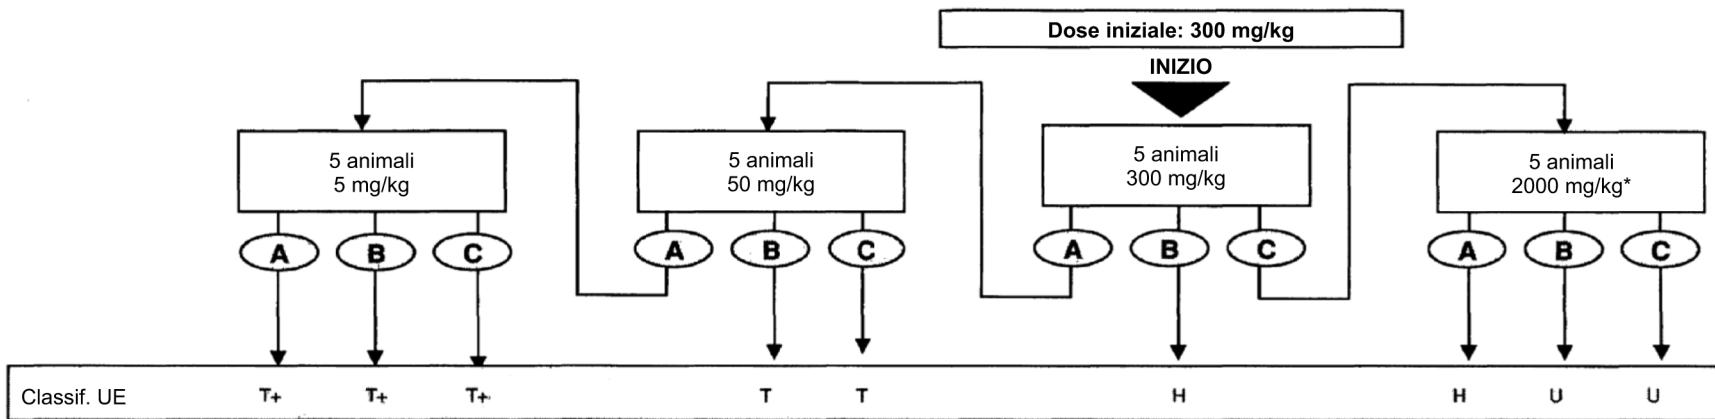 Dose iniziale: 300 mg/kg
INIZIO
5 animali
5 mg/kg
5 animali
50 mg/kg
5 animali
300 mg/kg
5 animali
2000 mg/kg*
A B C A B C A B C A B C
Classif. UE T+ T+ T+ T T H H U U